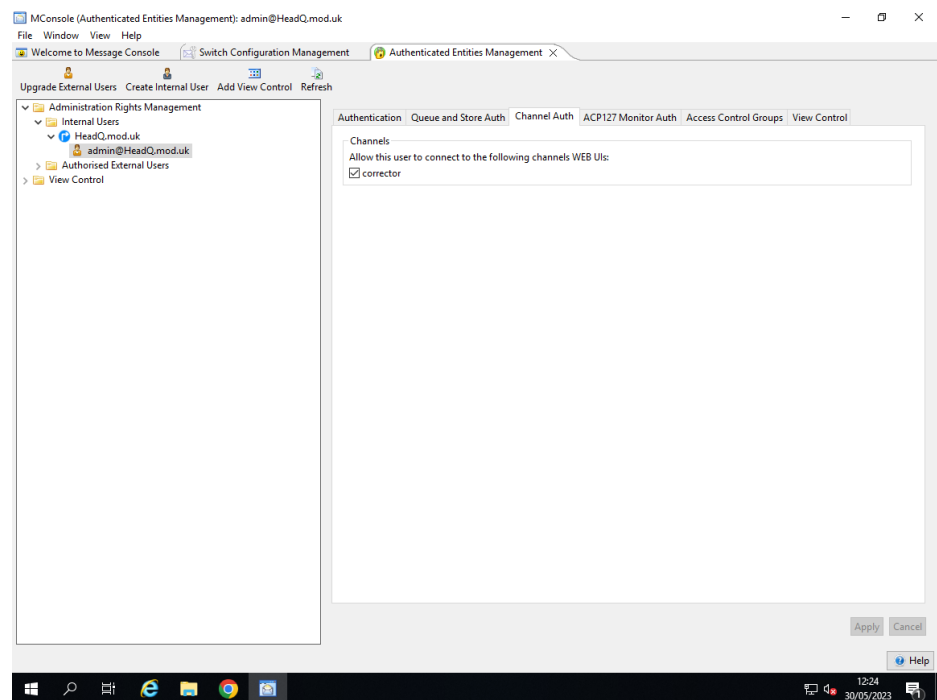 MConsole (Authenticated Entities Management): admin@HeadQ.mod.uk
File Window View Help
Welcome to Message Console Switch Configuration Management Authenticated Entities Management
Upgrade External Users Create Internal User Add View Control Refresh
Administration Rights Management
Internal Users
HeadQ.mod.uk
admin@HeadQ.mod.uk
Authorised External Users
View Control
Authentication Queue and Store Auth Channel Auth ACP127 Monitor Auth Access Control Groups View Control
Channels
Allow this user to connect to the following channels WEB UIs:
corrector
Apply Cancel
Help
12:24
30/05/2023
1